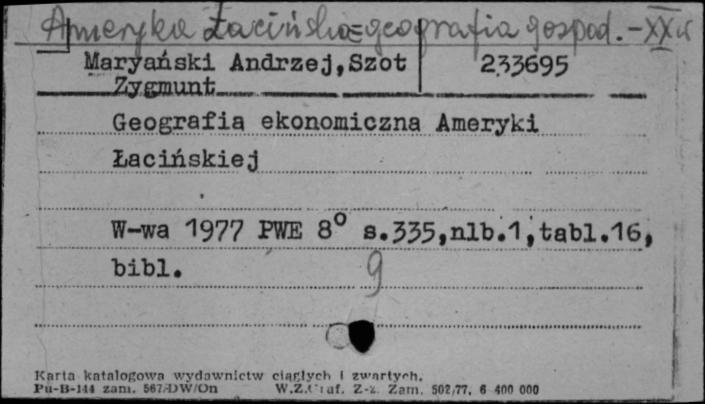 Ameryka Łacińska=geografia gospod. - XX w
Maryański Andrzej,Szot 233695
Zygmunt
Geografia ekonomiczna Ameryki
Łacińskiej
W-wa 1977 PWE 8° s.335,nlb.1,tabl.16,
bibl. 9
Karta katalogowa wydawnictw ciągłych i zwartych.
Pu-B-144 zam. 567/DW/On W.Z.Graf. Z-z. Zam. 502/77. 6 400 000